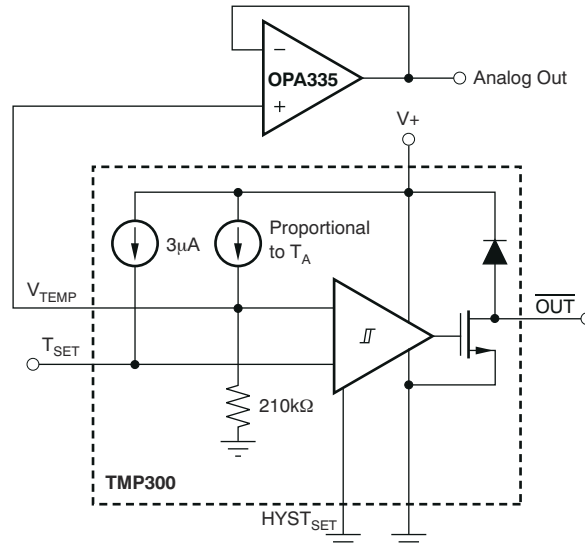 −
OPA335
+
Analog Out
V+
3μA
Proportional
to T_A
V_TEMP
OUT
T_SET
210kΩ
TMP300
HYST_SET